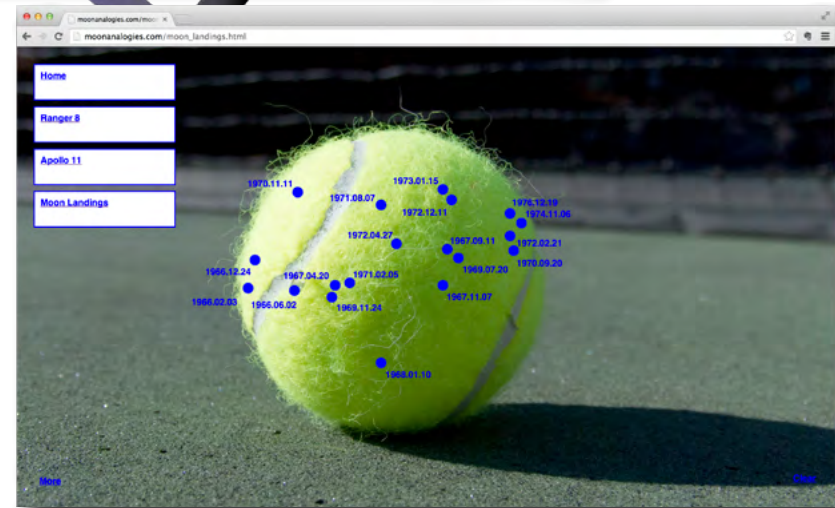 moonanalogies.com/moon
moonanalogies.com/moon_landings.html
Home
Ranger 8
Apollo 11
Moon Landings
1970.11.11
1973.01.15
1971.08.07
1972.12.11
1976.12.19
1974.11.06
1972.04.27
1967.09.11
1972.02.21
1969.07.20
1970.09.20
1966.12.24
1967.04.20
1971.02.05
1966.02.03
1966.06.02
1969.11.24
1967.11.07
1968.01.10
More